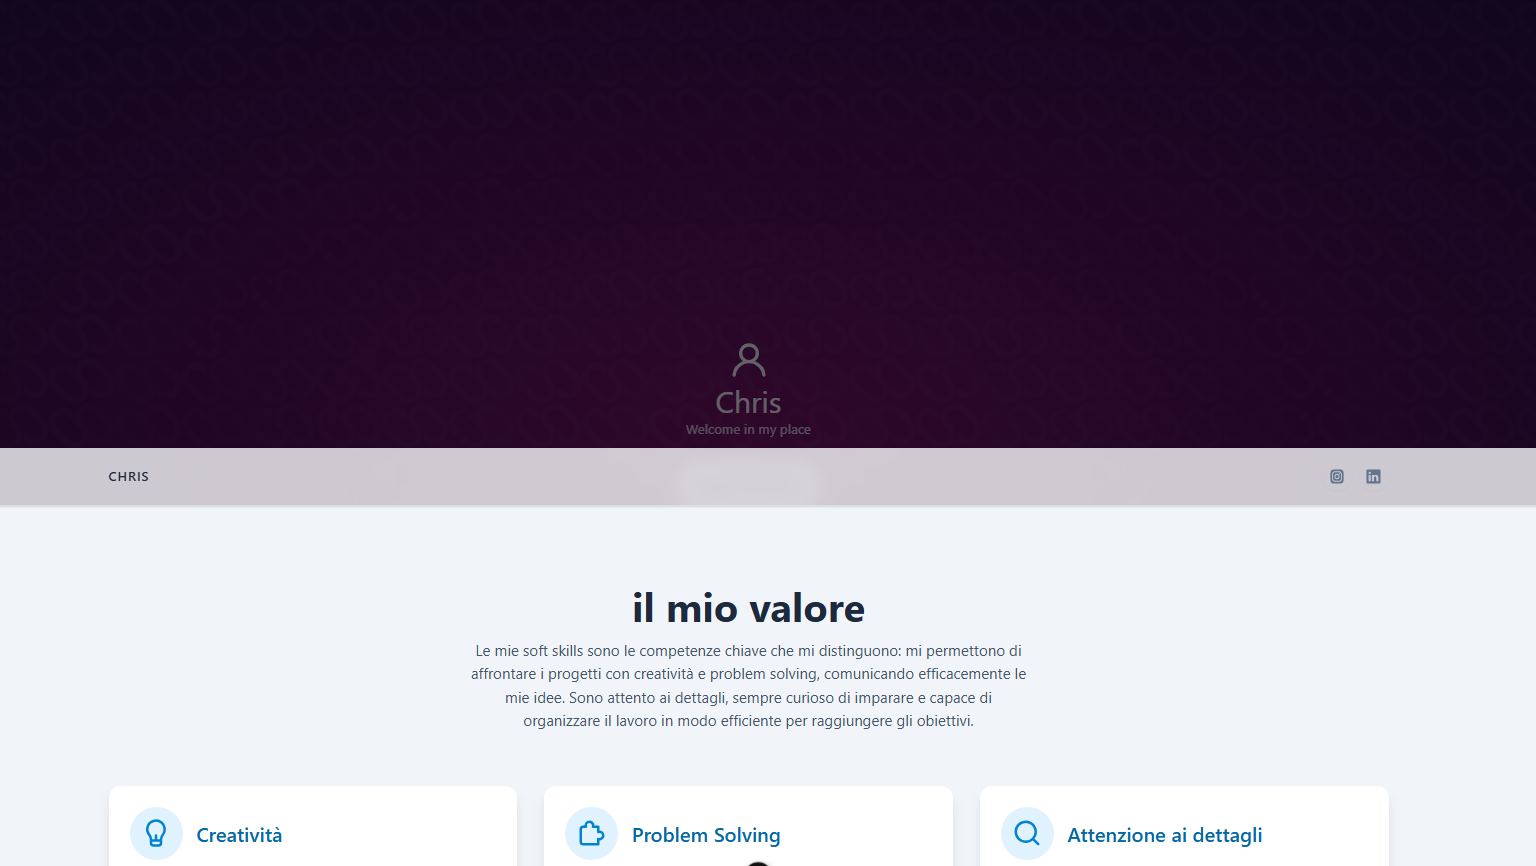 Chris
Welcome in my place
CHRIS
il mio valore
Le mie soft skills sono le competenze chiave che mi distinguono: mi permettono di
affrontare i progetti con creatività e problem solving, comunicando efficacemente le
mie idee. Sono attento ai dettagli, sempre curioso di imparare e capace di
organizzare il lavoro in modo efficiente per raggiungere gli obiettivi.
Creatività
Problem Solving
Attenzione ai dettagli